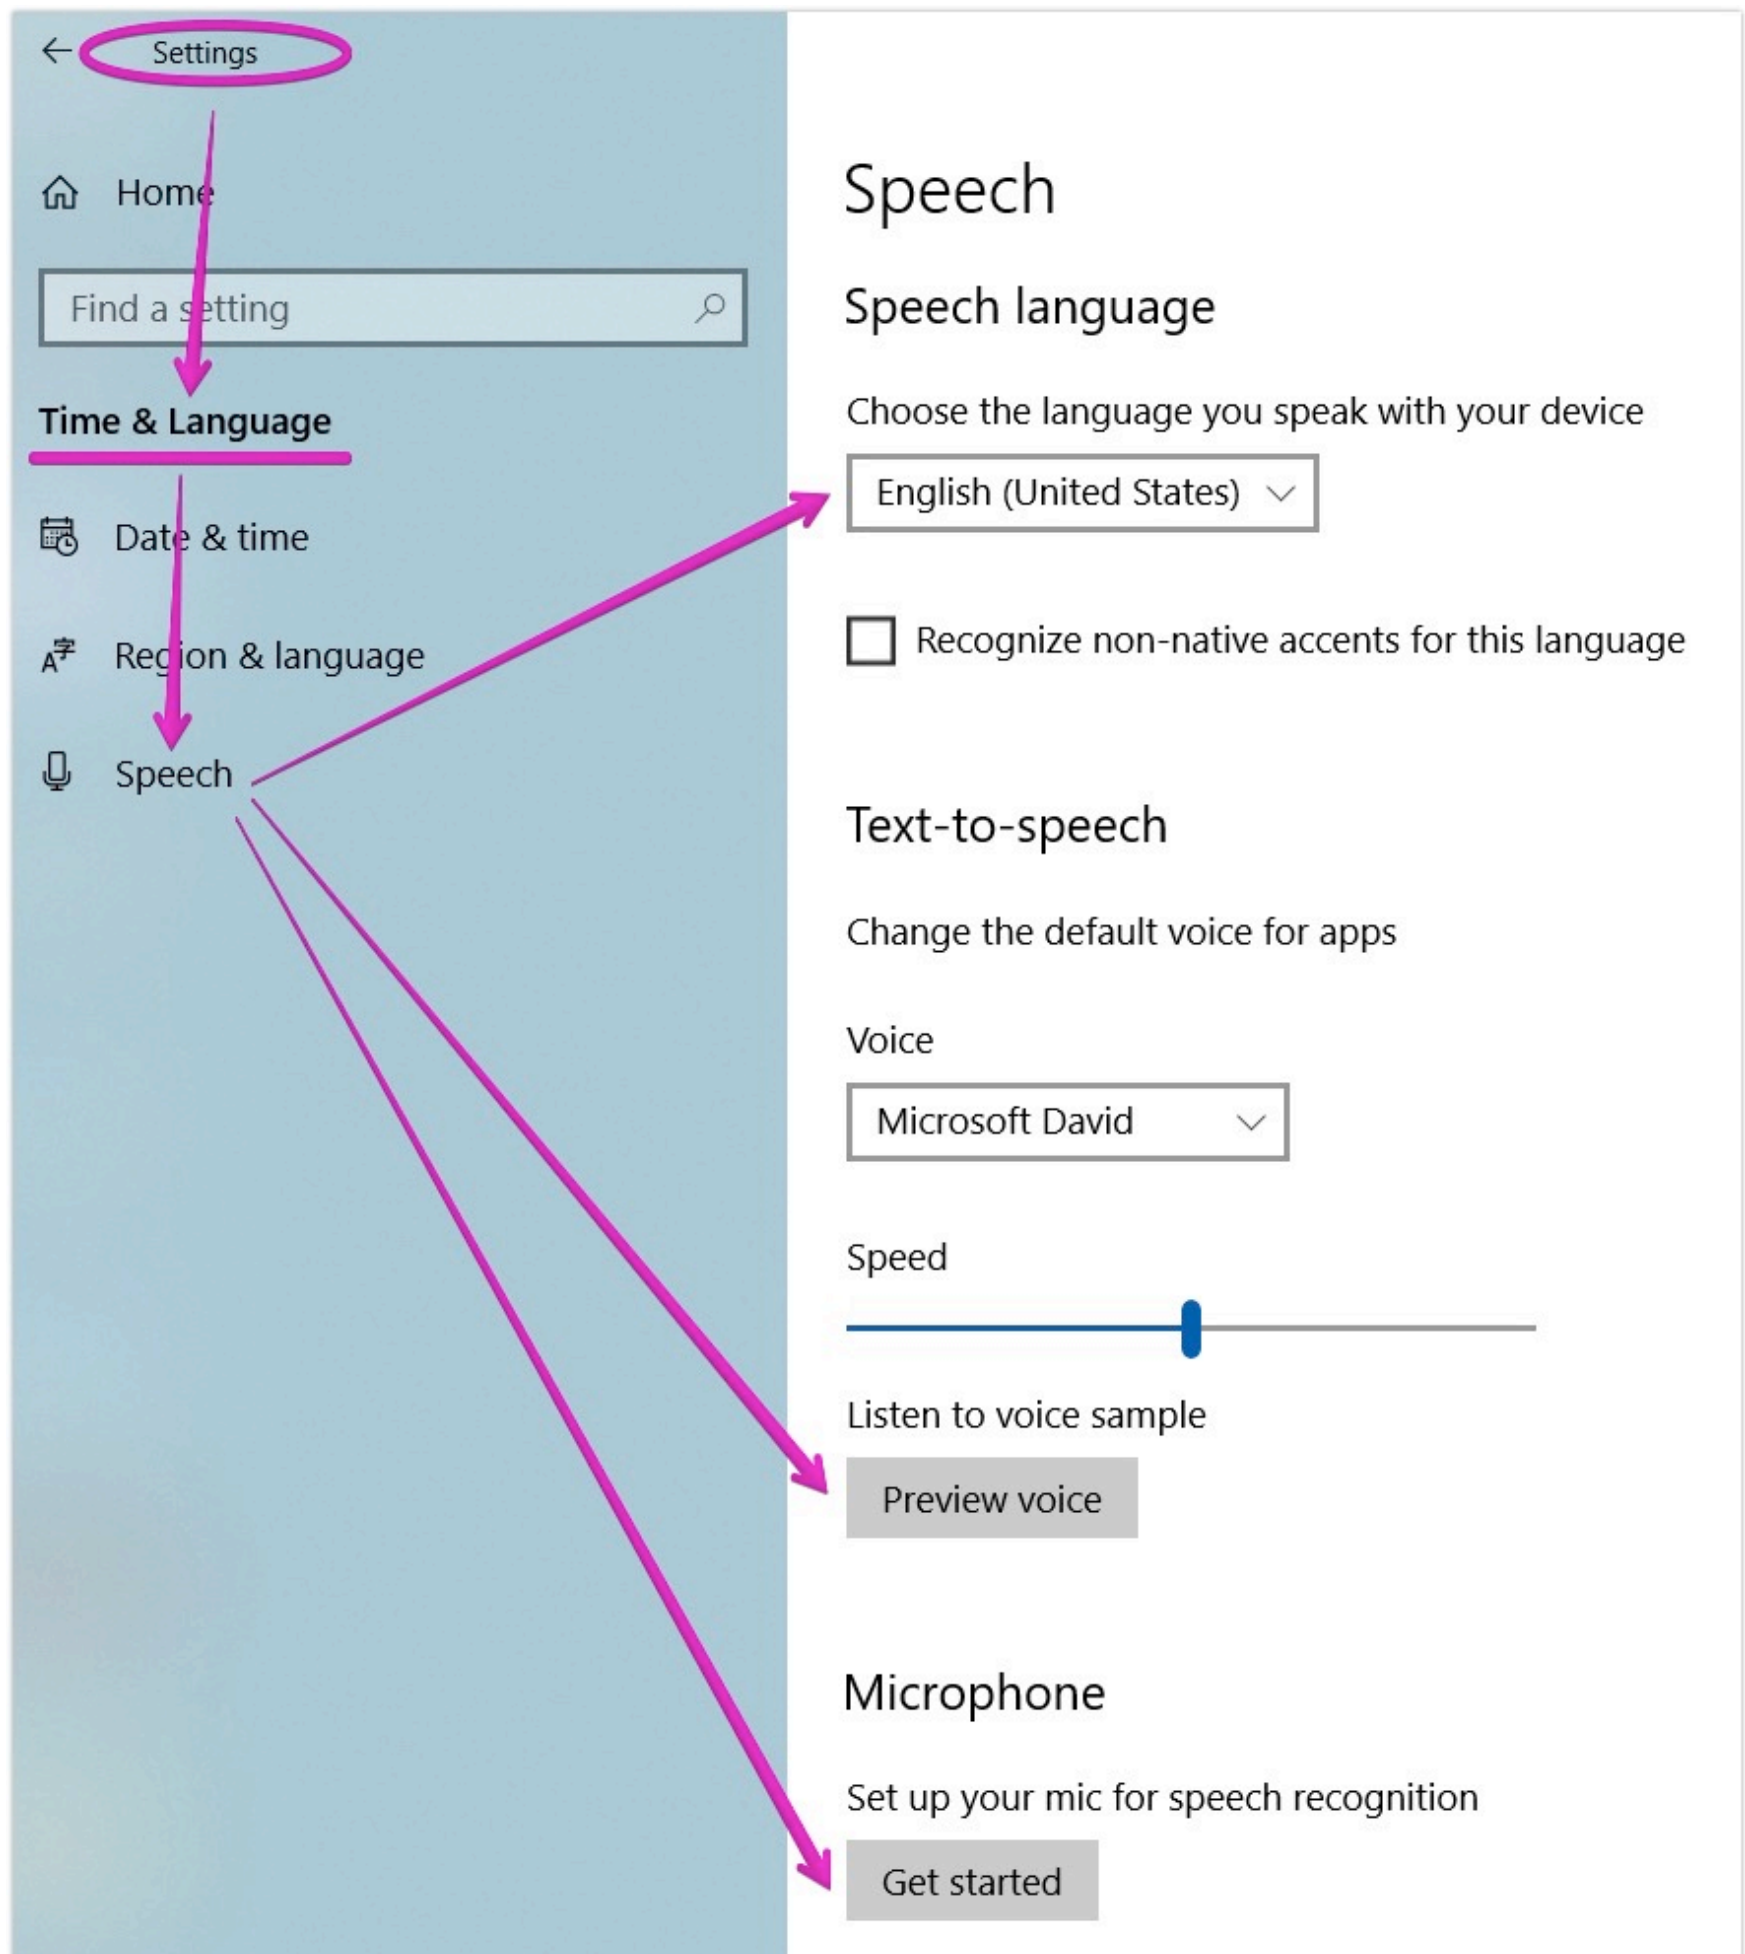 Settings
Home
Find a setting
Time & Language
Date & time
Region & language
Speech
Speech
Speech language
Choose the language you speak with your device
English (United States)
Recognize non-native accents for this language
Text-to-speech
Change the default voice for apps
Voice
Microsoft David
Speed
Listen to voice sample
Preview voice
Microphone
Set up your mic for speech recognition
Get started